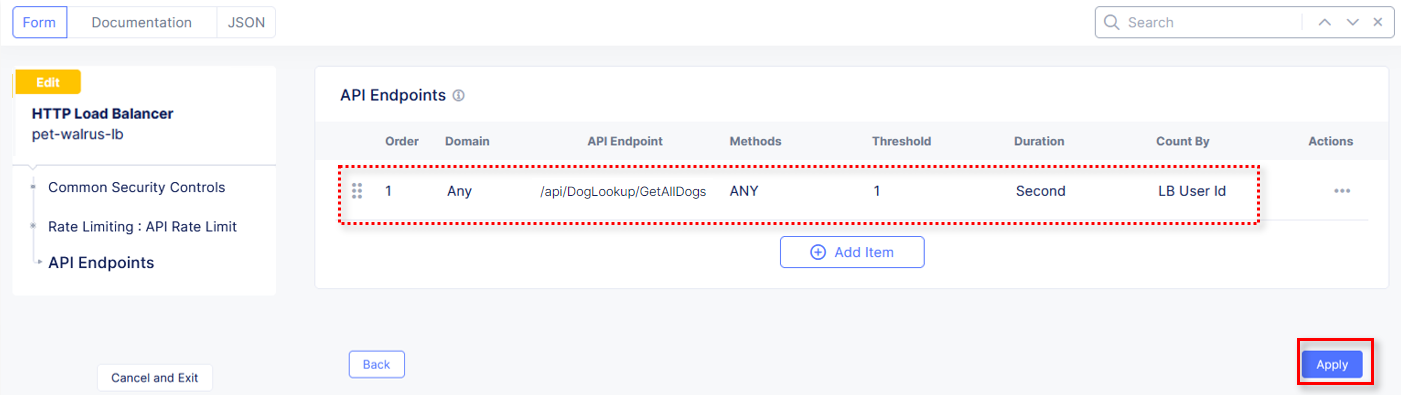 Form Documentation JSON Search
Edit
HTTP Load Balancer
pet-walrus-lb
Common Security Controls
Rate Limiting : API Rate Limit
API Endpoints
API Endpoints
Order Domain API Endpoint Methods Threshold Duration Count By Actions
1 Any /api/DogLookup/GetAllDogs ANY 1 Second LB User Id
Add Item
Cancel and Exit
Back
Apply